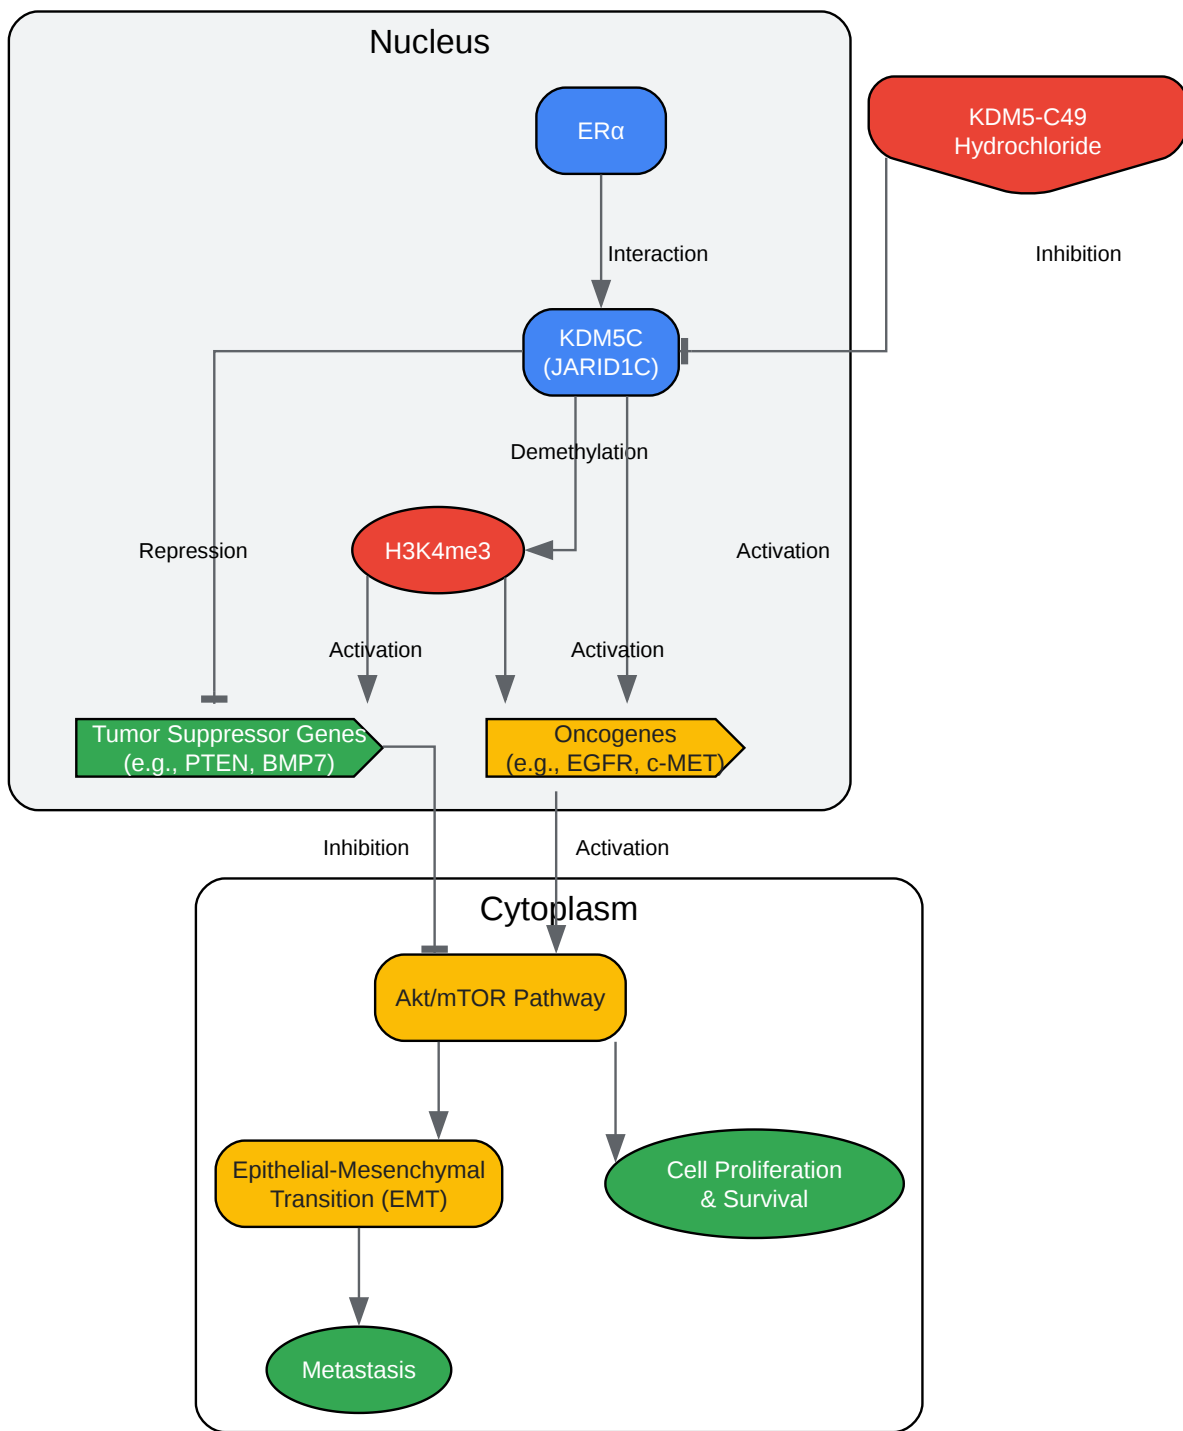 Nucleus
ERα
KDM5-C49
Hydrochloride
Interaction
Inhibition
KDM5C
(JARID1C)
Demethylation
H3K4me3
Repression
Activation
Activation
Activation
Tumor Suppressor Genes
(e.g., PTEN, BMP7)
Oncogenes
(e.g., EGFR, c-MET)
Inhibition
Activation
Cytoplasm
Akt/mTOR Pathway
Epithelial-Mesenchymal
Transition (EMT)
Cell Proliferation
& Survival
Metastasis